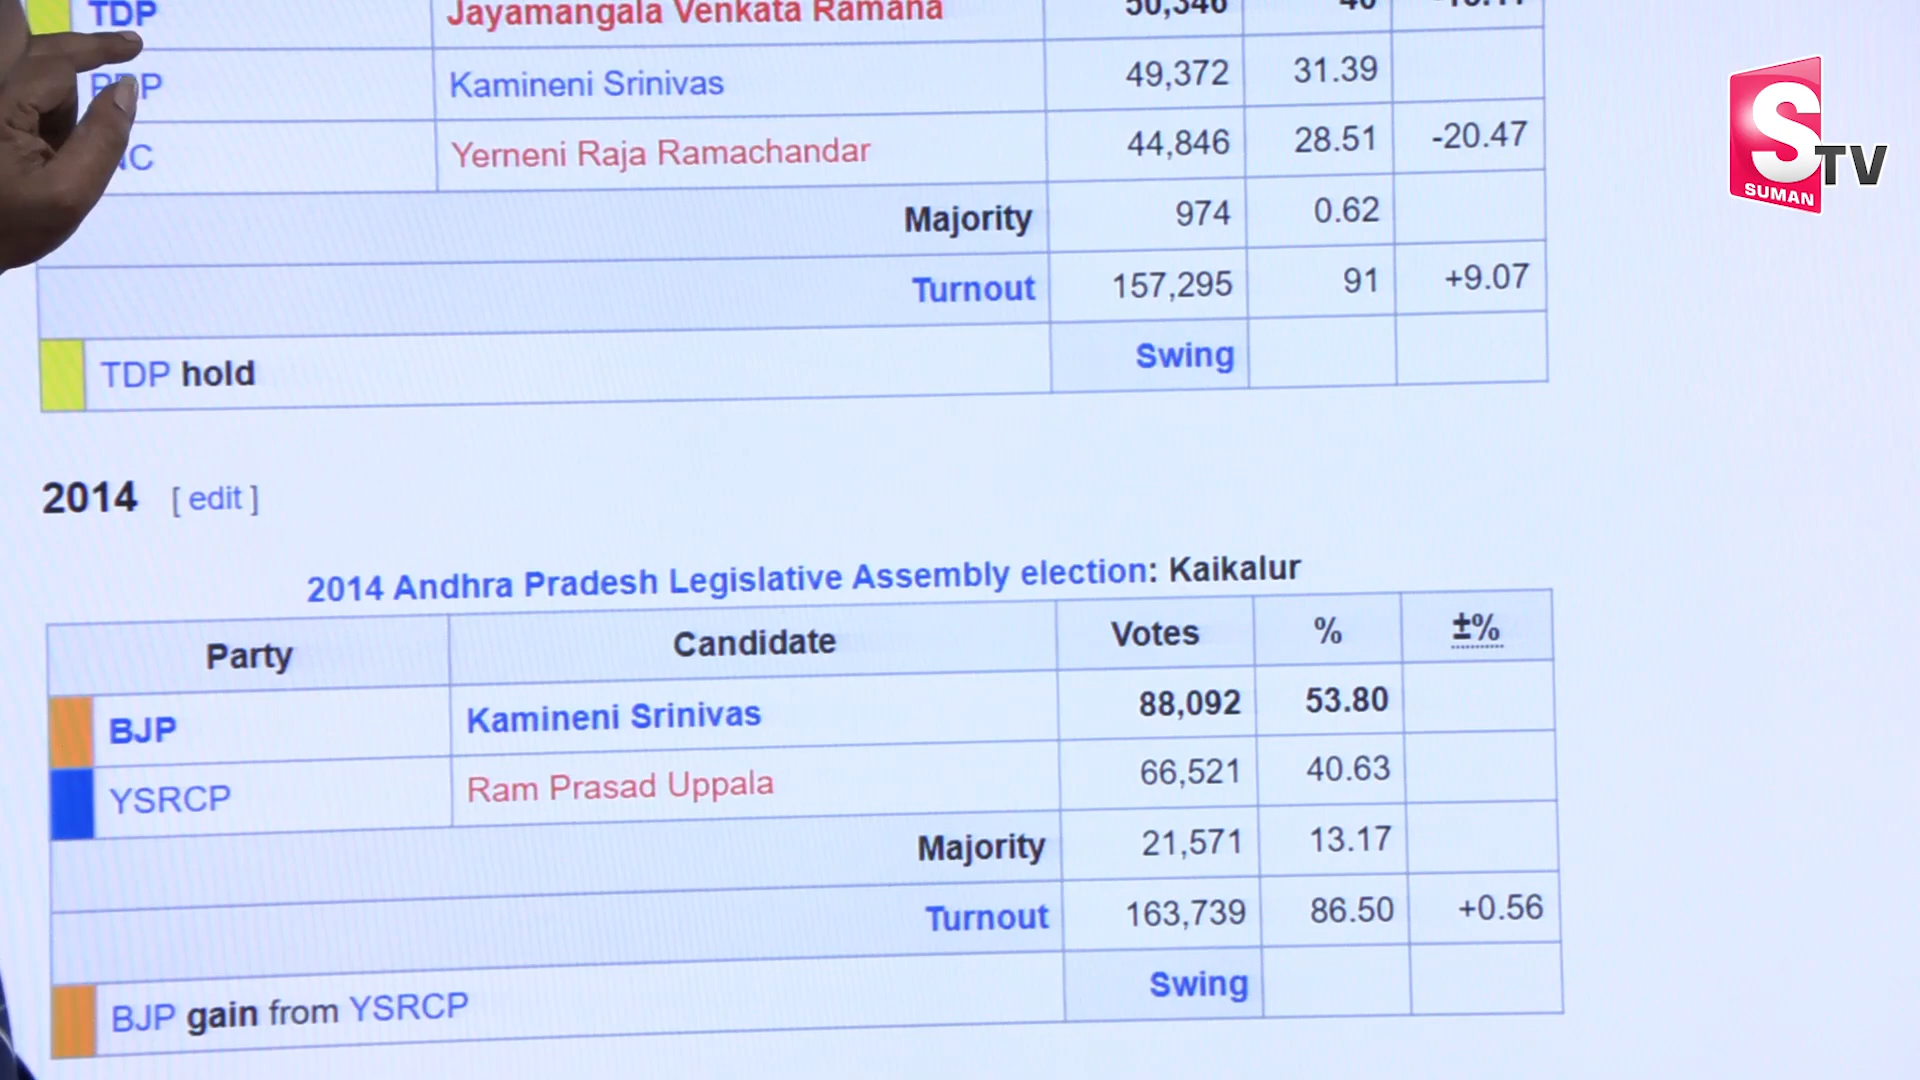 TDP Jayamangala Venkata Ramana 50,346
PRP Kamineni Srinivas 49,372 31.39
INC Yerneni Raja Ramachandar 44,846 28.51 -20.47
Majority 974 0.62
Turnout 157,295 91 +9.07
TDP hold Swing
2014 [ edit ]
2014 Andhra Pradesh Legislative Assembly election: Kaikalur
Party Candidate Votes % ±%
BJP Kamineni Srinivas 88,092 53.80
YSRCP Ram Prasad Uppala 66,521 40.63
Majority 21,571 13.17
Turnout 163,739 86.50 +0.56
BJP gain from YSRCP Swing
S TV
SUMAN